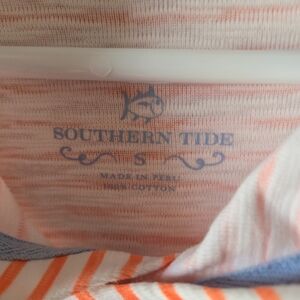 SOUTHERN TIDE
S
MADE IN PERU
100% COTTON